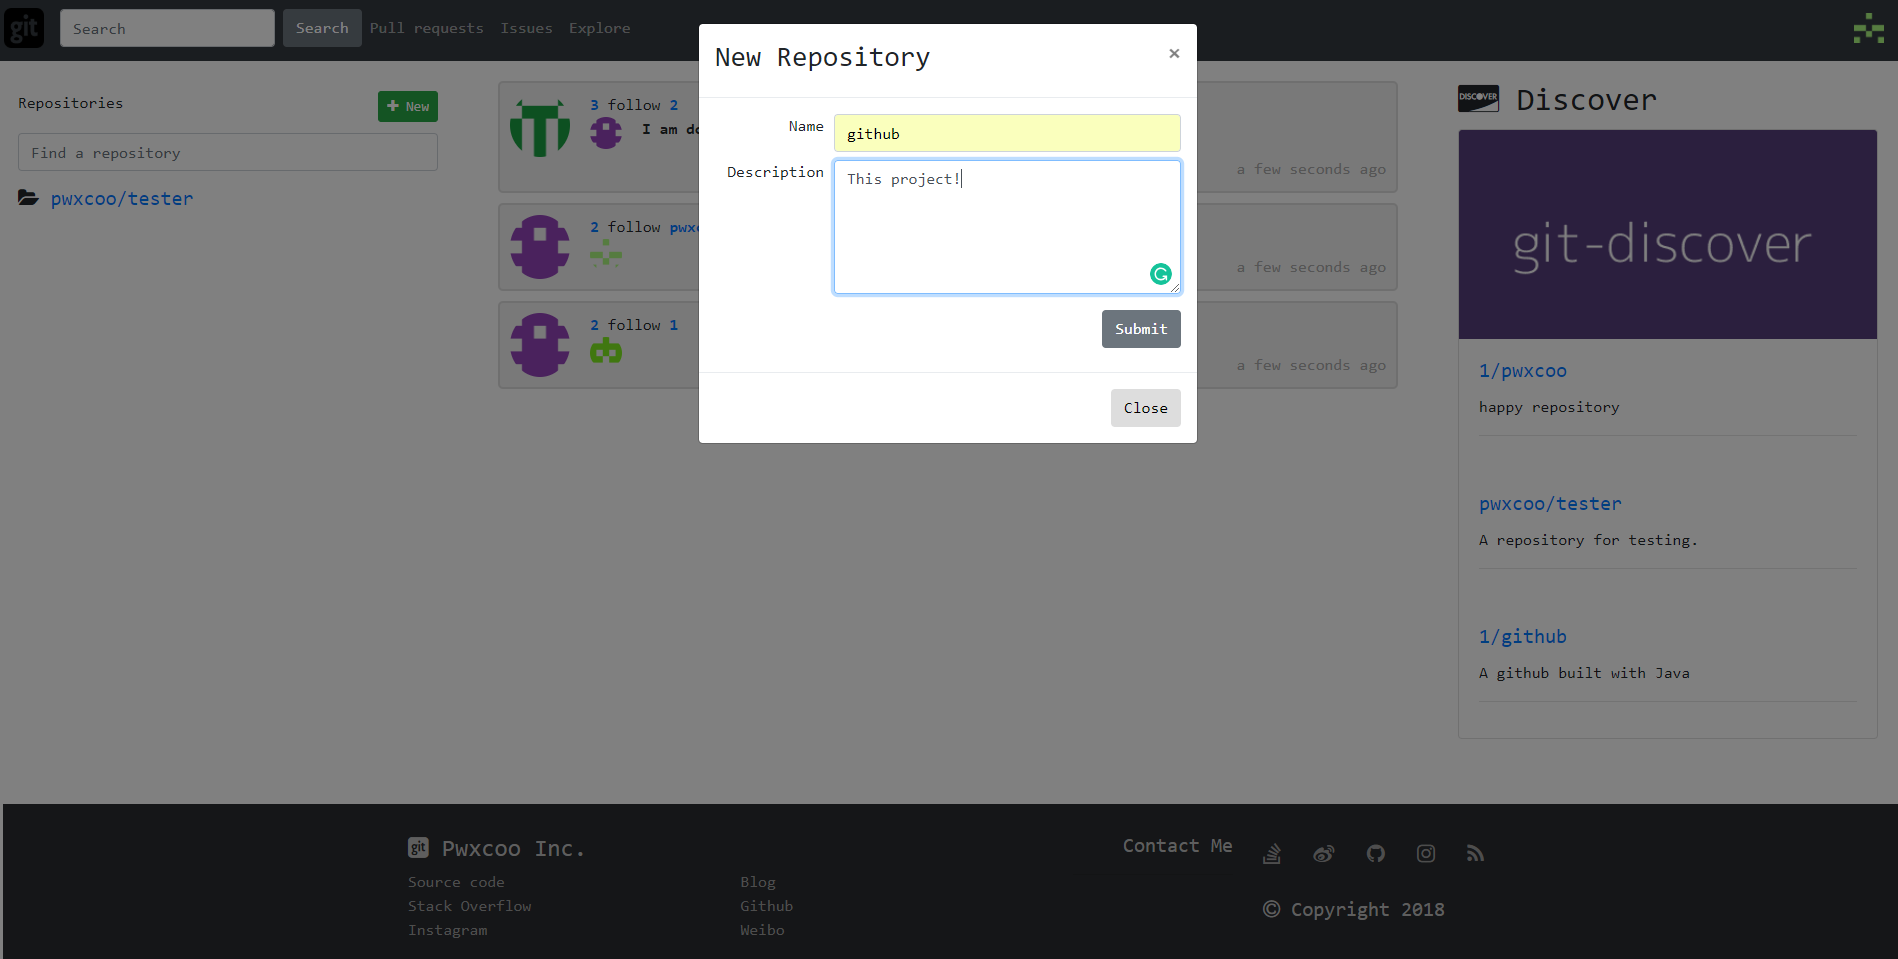 git
Search
Search
Pull requests
Issues
Explore
Repositories
New
Find a repository
pwxcoo/tester
3 follow 2
I am do
a few seconds ago
2 follow pwxc
a few seconds ago
2 follow 1
a few seconds ago
New Repository
×
Name
github
Description
This project!
Submit
Close
DISCOVER
Discover
git-discover
1/pwxcoo
happy repository
pwxcoo/tester
A repository for testing.
1/github
A github built with Java
git
Pwxcoo Inc.
Source code
Stack Overflow
Instagram
Blog
Github
Weibo
Contact Me
© Copyright 2018